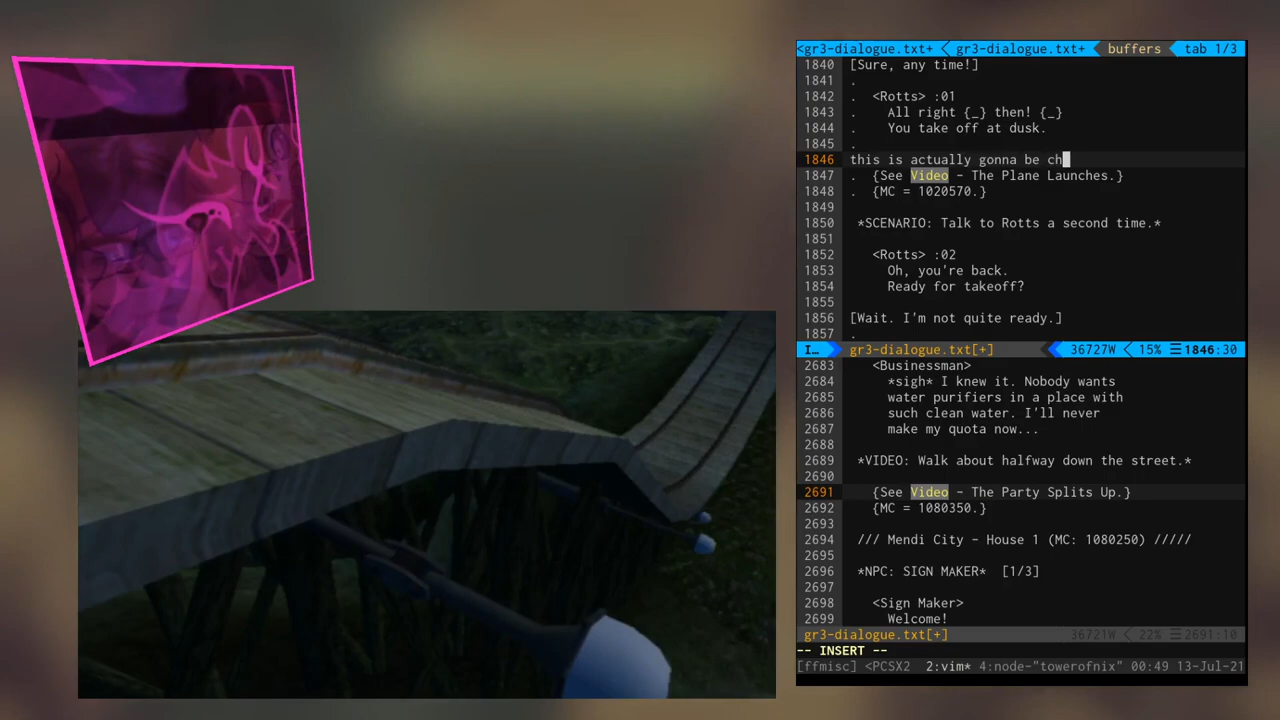 <gr3-dialogue.txt+ gr3-dialogue.txt+ buffers tab 1/3
1840 [Sure, any time!]
1841 .
1842 . <Rotts> :01
1843 . All right {_} then! {_}
1844 . You take off at dusk.
1845 .
1846 this is actually gonna be ch
1847 . {See Video – The Plane Launches.}
1848 . {MC = 1020570.}
1849
1850 *SCENARIO: Talk to Rotts a second time.*
1851
1852 <Rotts> :02
1853 Oh, you're back.
1854 Ready for takeoff?
1855
1856 [Wait. I'm not quite ready.]
1857 .
I… gr3-dialogue.txt[+] 36727W 15% ☰1846:30
2683 <Businessman>
2684 *sigh* I knew it. Nobody wants
2685 water purifiers in a place with
2686 such clean water. I'll never
2687 make my quota now...
2688
2689 *VIDEO: Walk about halfway down the street.*
2690
2691 {See Video – The Party Splits Up.}
2692 {MC = 1080350.}
2693
2694 /// Mendi City – House 1 (MC: 1080250) /////
2695
2696 *NPC: SIGN MAKER* [1/3]
2697
2698 <Sign Maker>
2699 Welcome!
gr3-dialogue.txt[+] 36721W 22% ☰2691:10
-- INSERT --
[ffmisc] <PCSX2 2:vim* 4:node-"towerofnix" 00:49 13-Jul-21